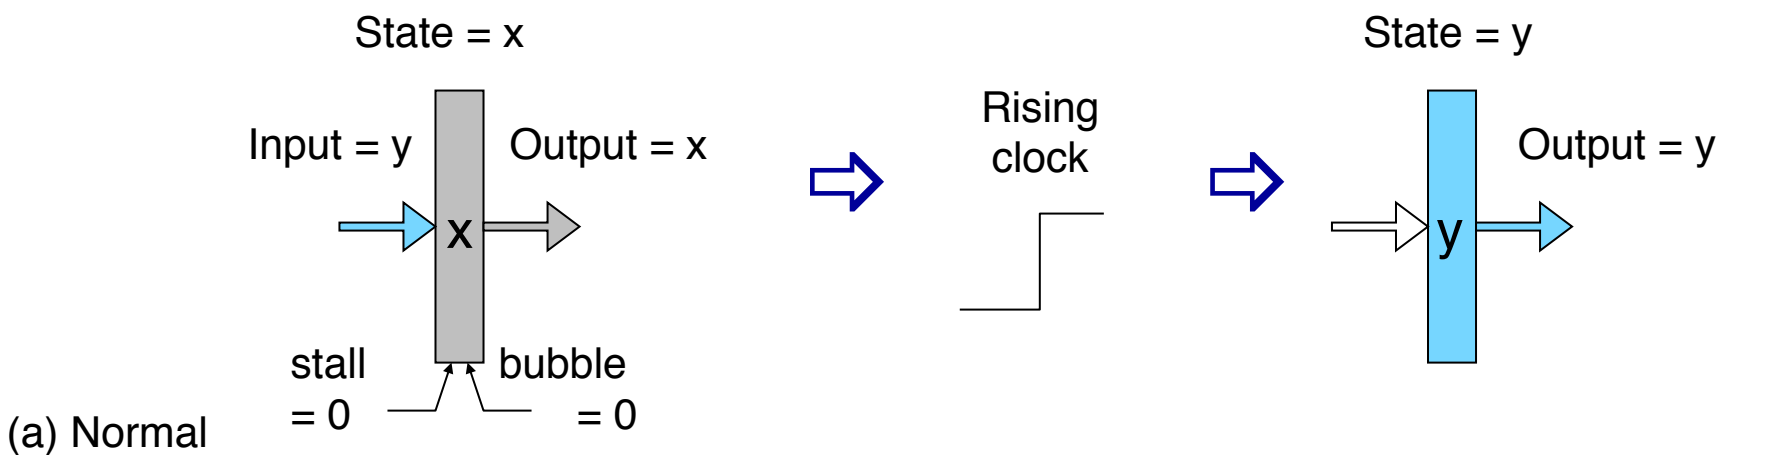 State = x
State = y
Input = y
Output = x
Rising
clock
Output = y
x
y
stall
= 0
bubble
= 0
(a) Normal